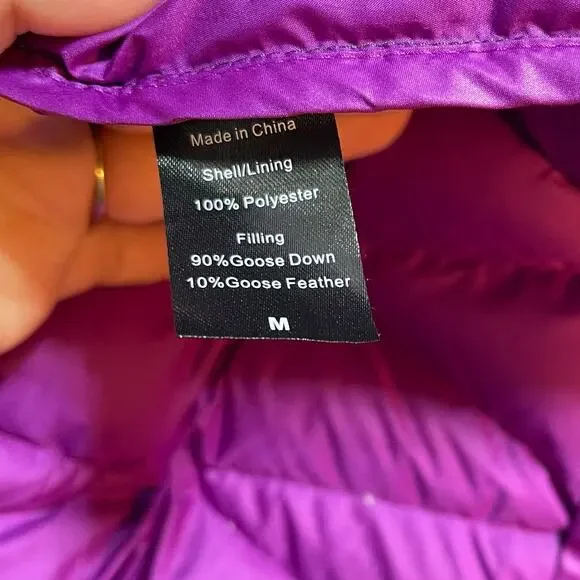 Made in China
Shell/Lining
100% Polyester
Filling
90%Goose Down
10%Goose Feather
M